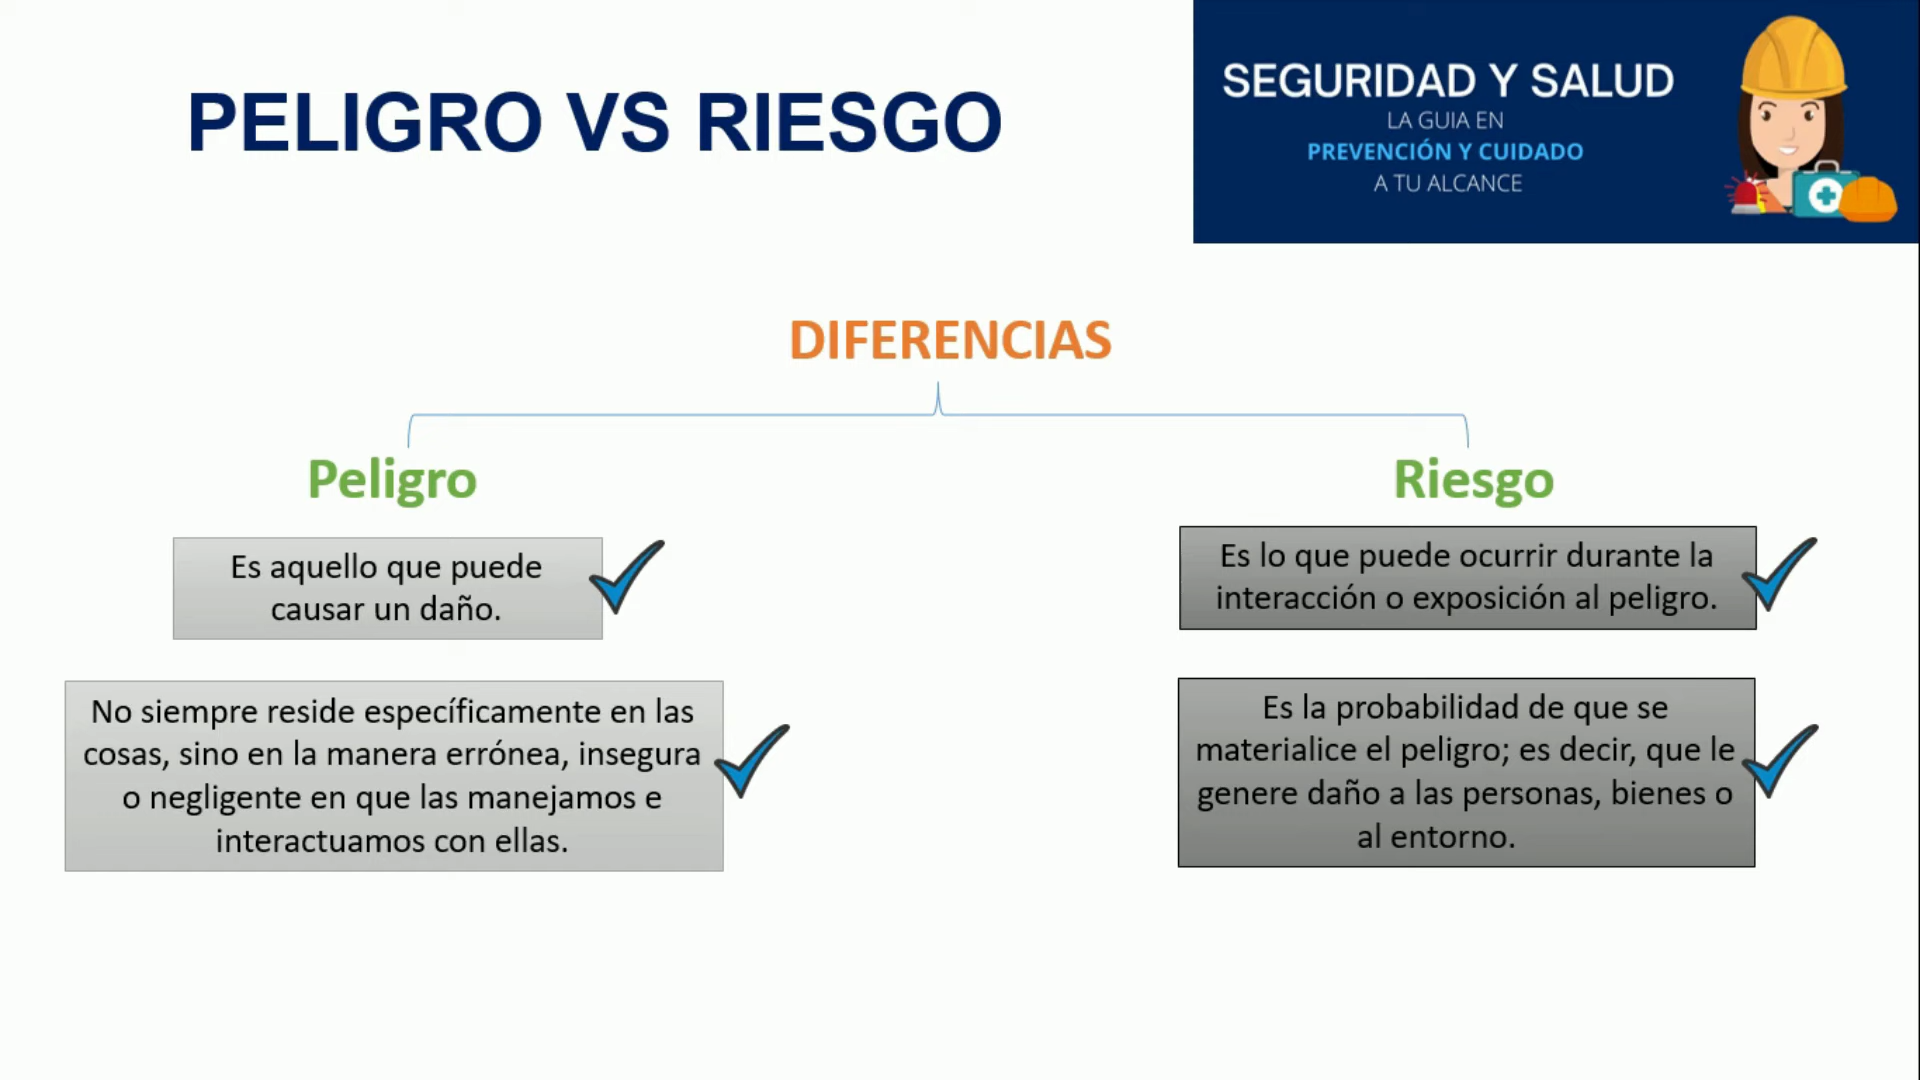 PELIGRO VS RIESGO
SEGURIDAD Y SALUD
LA GUIA EN
PREVENCIÓN Y CUIDADO
A TU ALCANCE
DIFERENCIAS
Peligro
Es aquello que puede
causar un daño.
No siempre reside específicamente en las
cosas, sino en la manera errónea, insegura
o negligente en que las manejamos e
interactuamos con ellas.
Riesgo
Es lo que puede ocurrir durante la
interacción o exposición al peligro.
Es la probabilidad de que se
materialice el peligro; es decir, que le
genere daño a las personas, bienes o
al entorno.